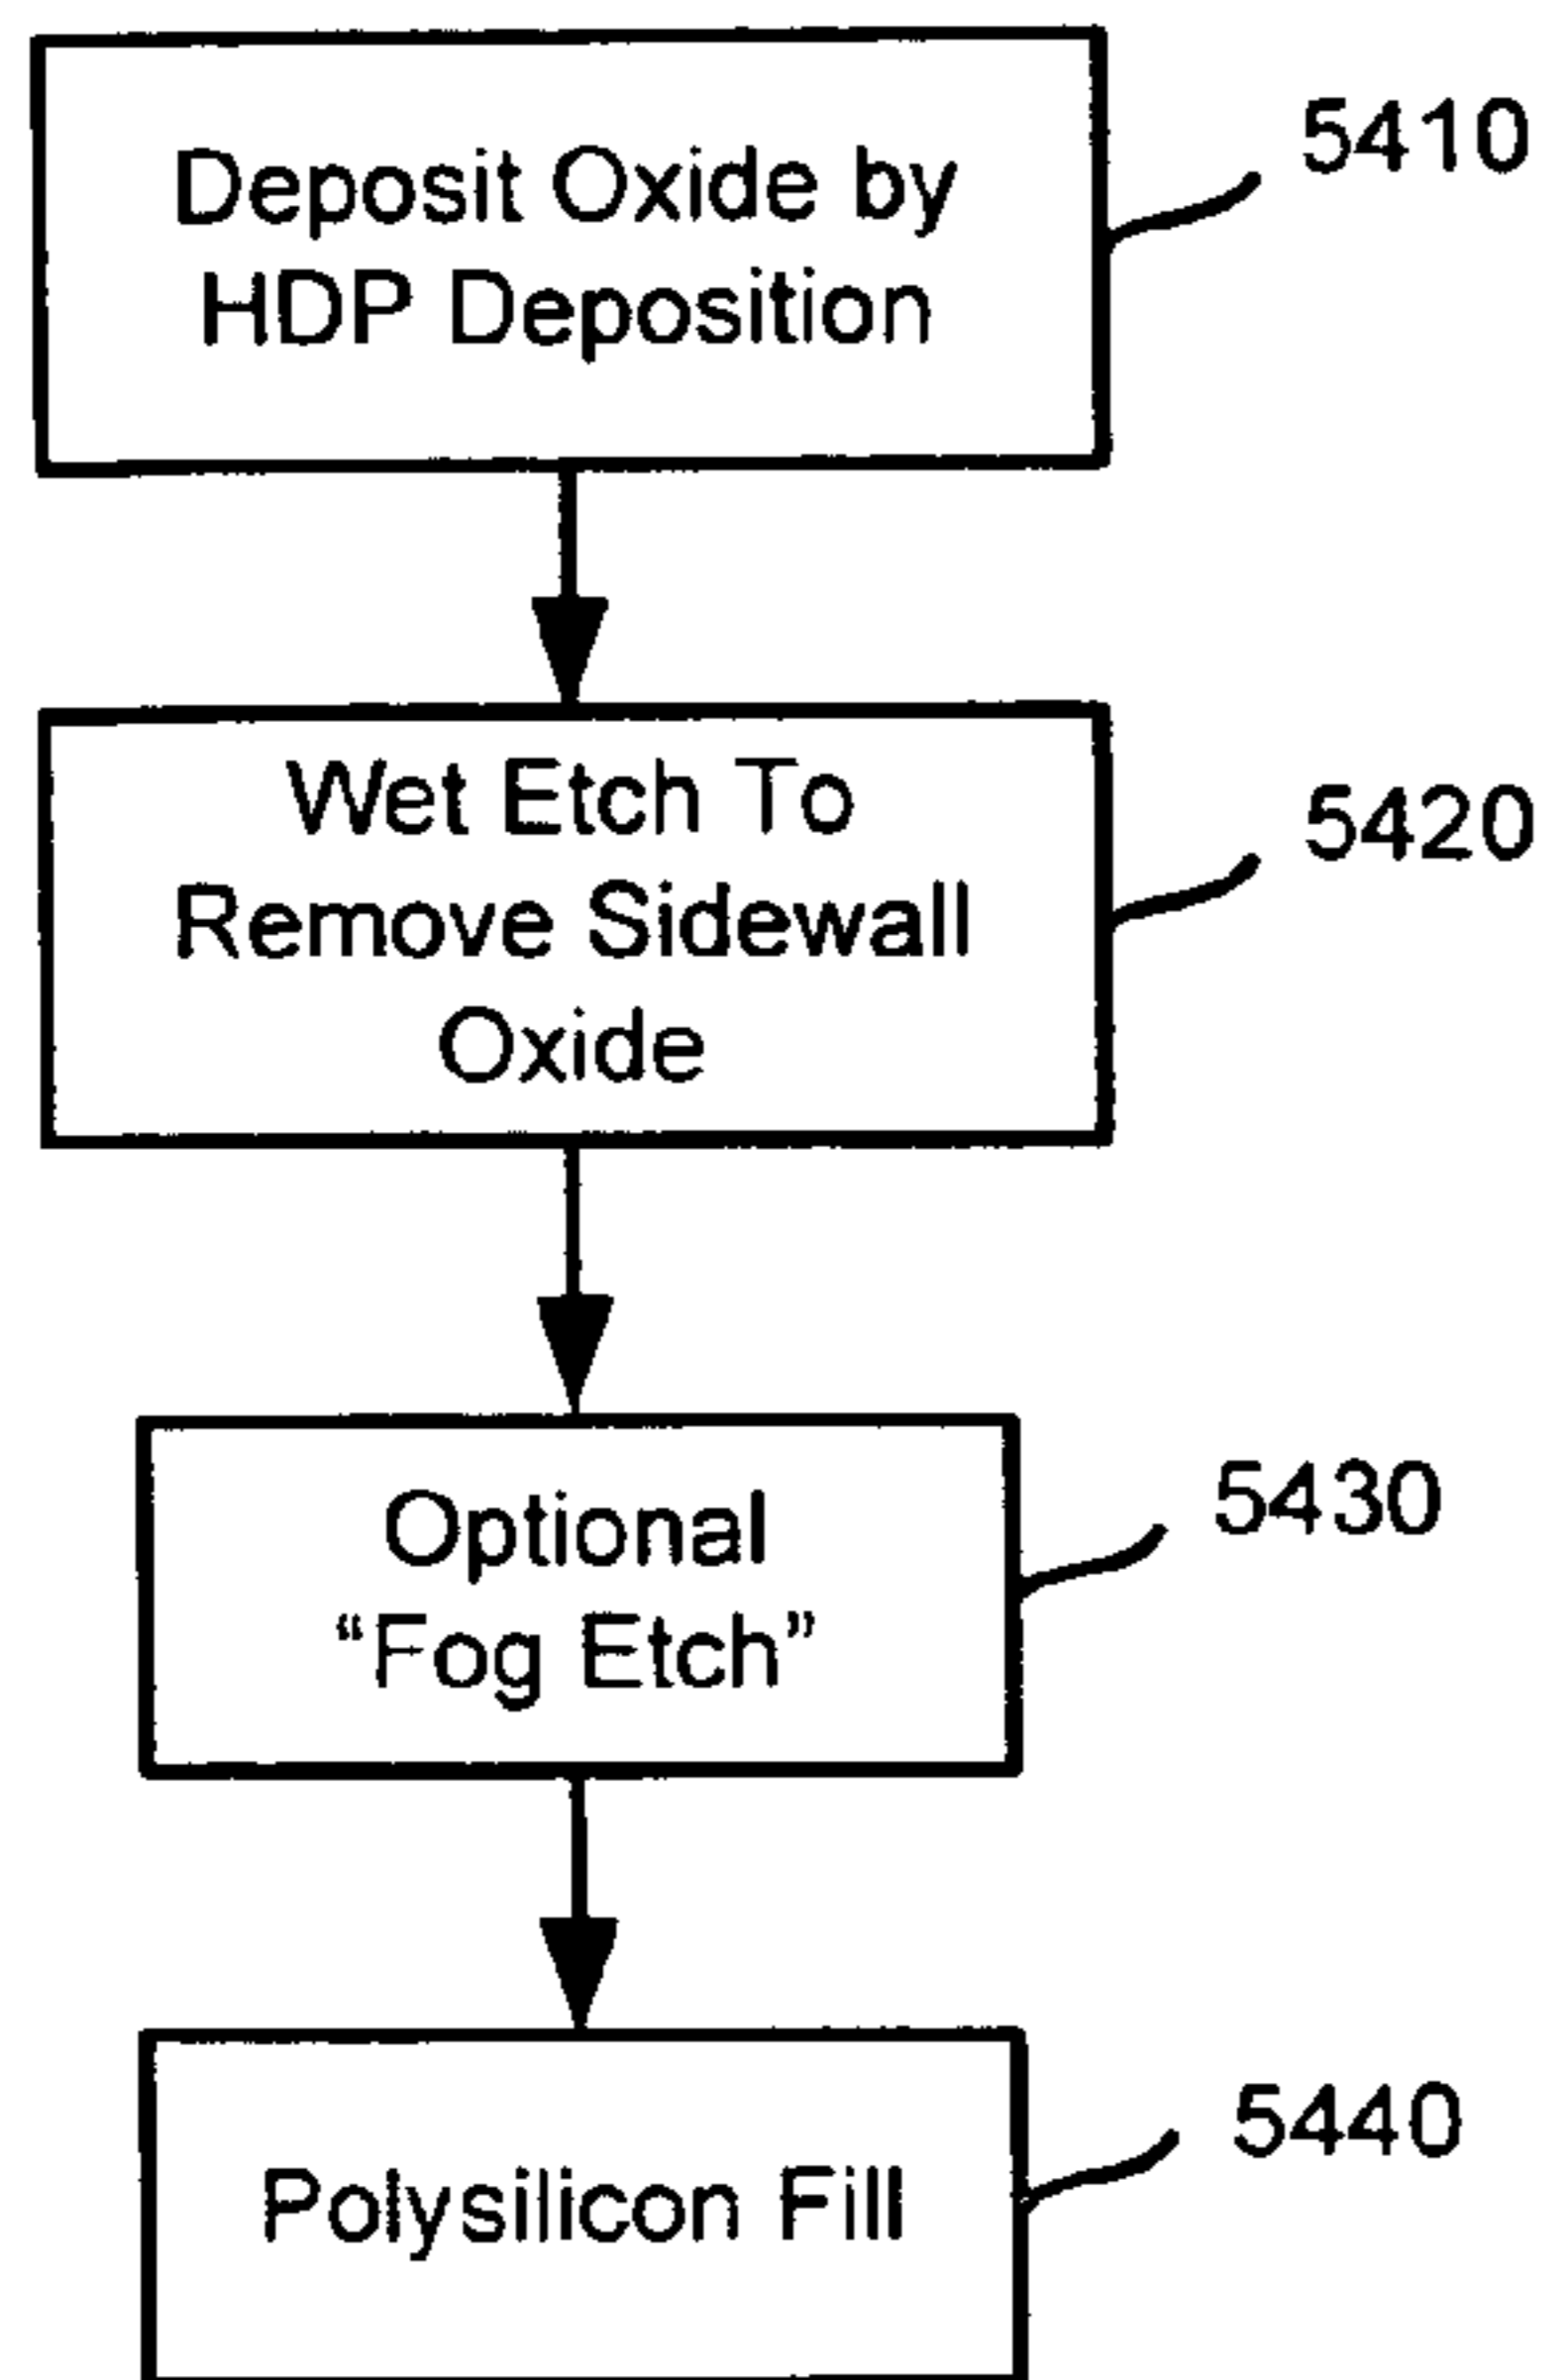 Deposit Oxide by
HDP Deposition
5410
Wet Etch To
Remove Sidewall
Oxide
5420
Optional
“Fog Etch”
5430
Polysilicon Fill
5440